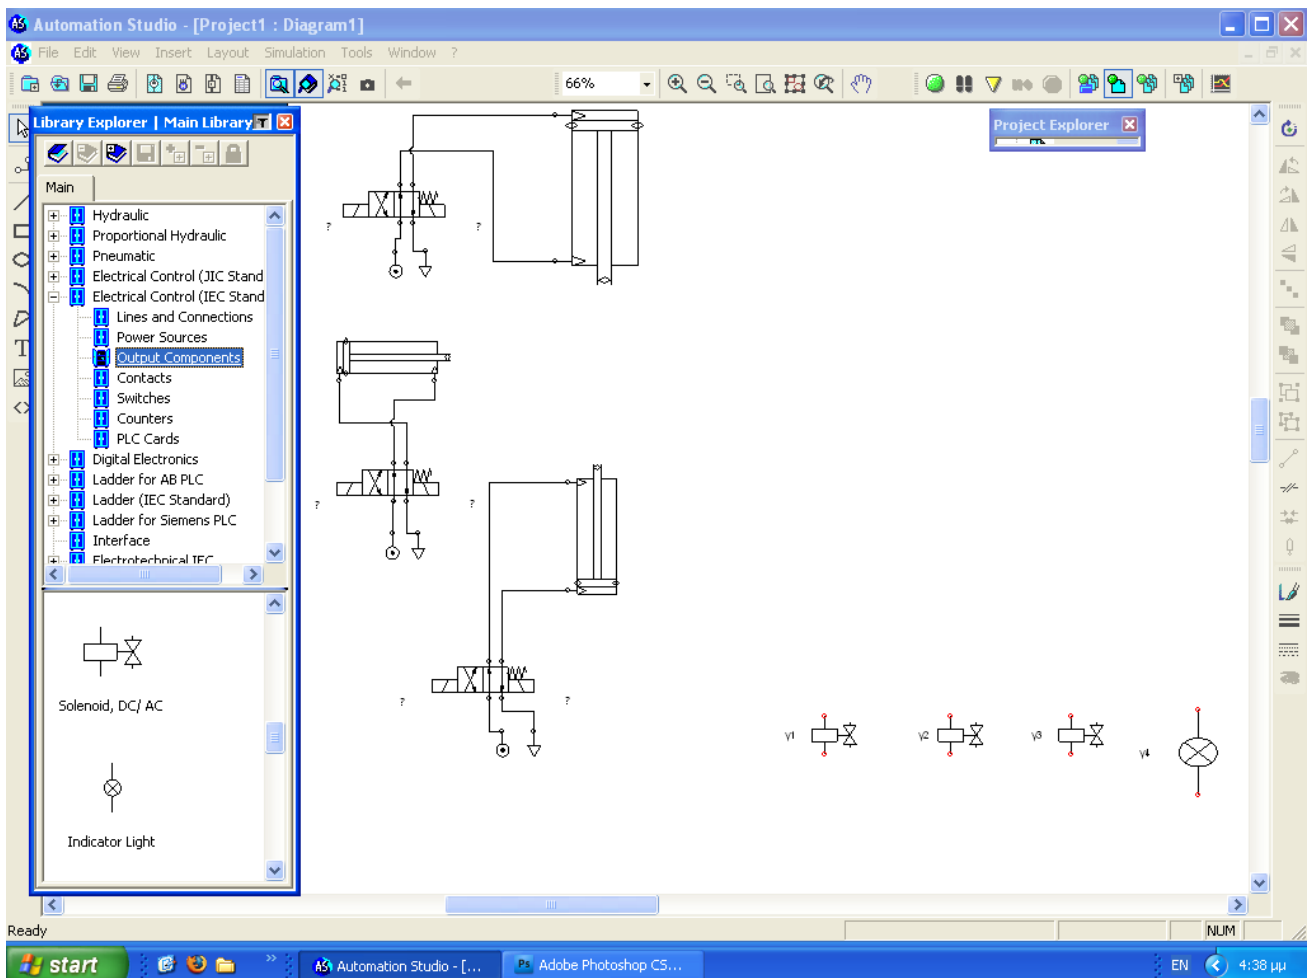 Automation Studio - [Project1 : Diagram1]
File Edit View Insert Layout Simulation Tools Window ?
66%
Library Explorer | Main Library
Project Explorer
Main
Hydraulic
Proportional Hydraulic
Pneumatic
Electrical Control (JIC Stand
Electrical Control (IEC Stand
Lines and Connections
Power Sources
Output Components
Contacts
Switches
Counters
PLC Cards
Digital Electronics
Ladder for AB PLC
Ladder (IEC Standard)
Ladder for Siemens PLC
Interface
Electrotechnical IEC
Solenoid, DC/ AC
Indicator Light
? ?
? ?
? ?
y1 y2 y3 y4
Ready
NUM
start
Automation Studio - [...
Ps Adobe Photoshop CS...
EN
4:38 μμ